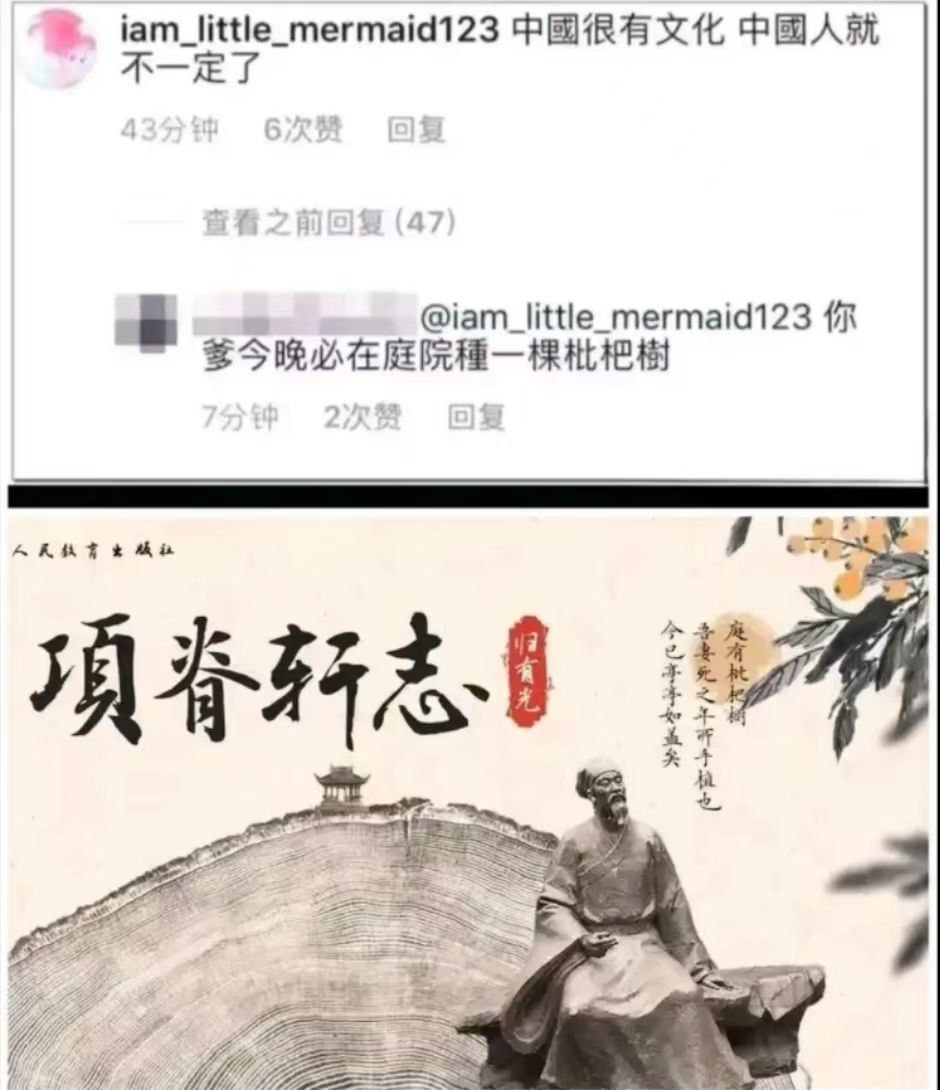 iam_little_mermaid123 中國很有文化 中國人就
不一定了
43分钟 6次赞 回复
查看之前回复 (47)
@iam_little_mermaid123 你
爹今晚必在庭院種一棵枇杷樹
7分钟 2次赞 回复
人民教育出版社
項脊轩志
归有光
庭有枇杷樹
吾妻死之年所手植也
今已亭亭如盖矣